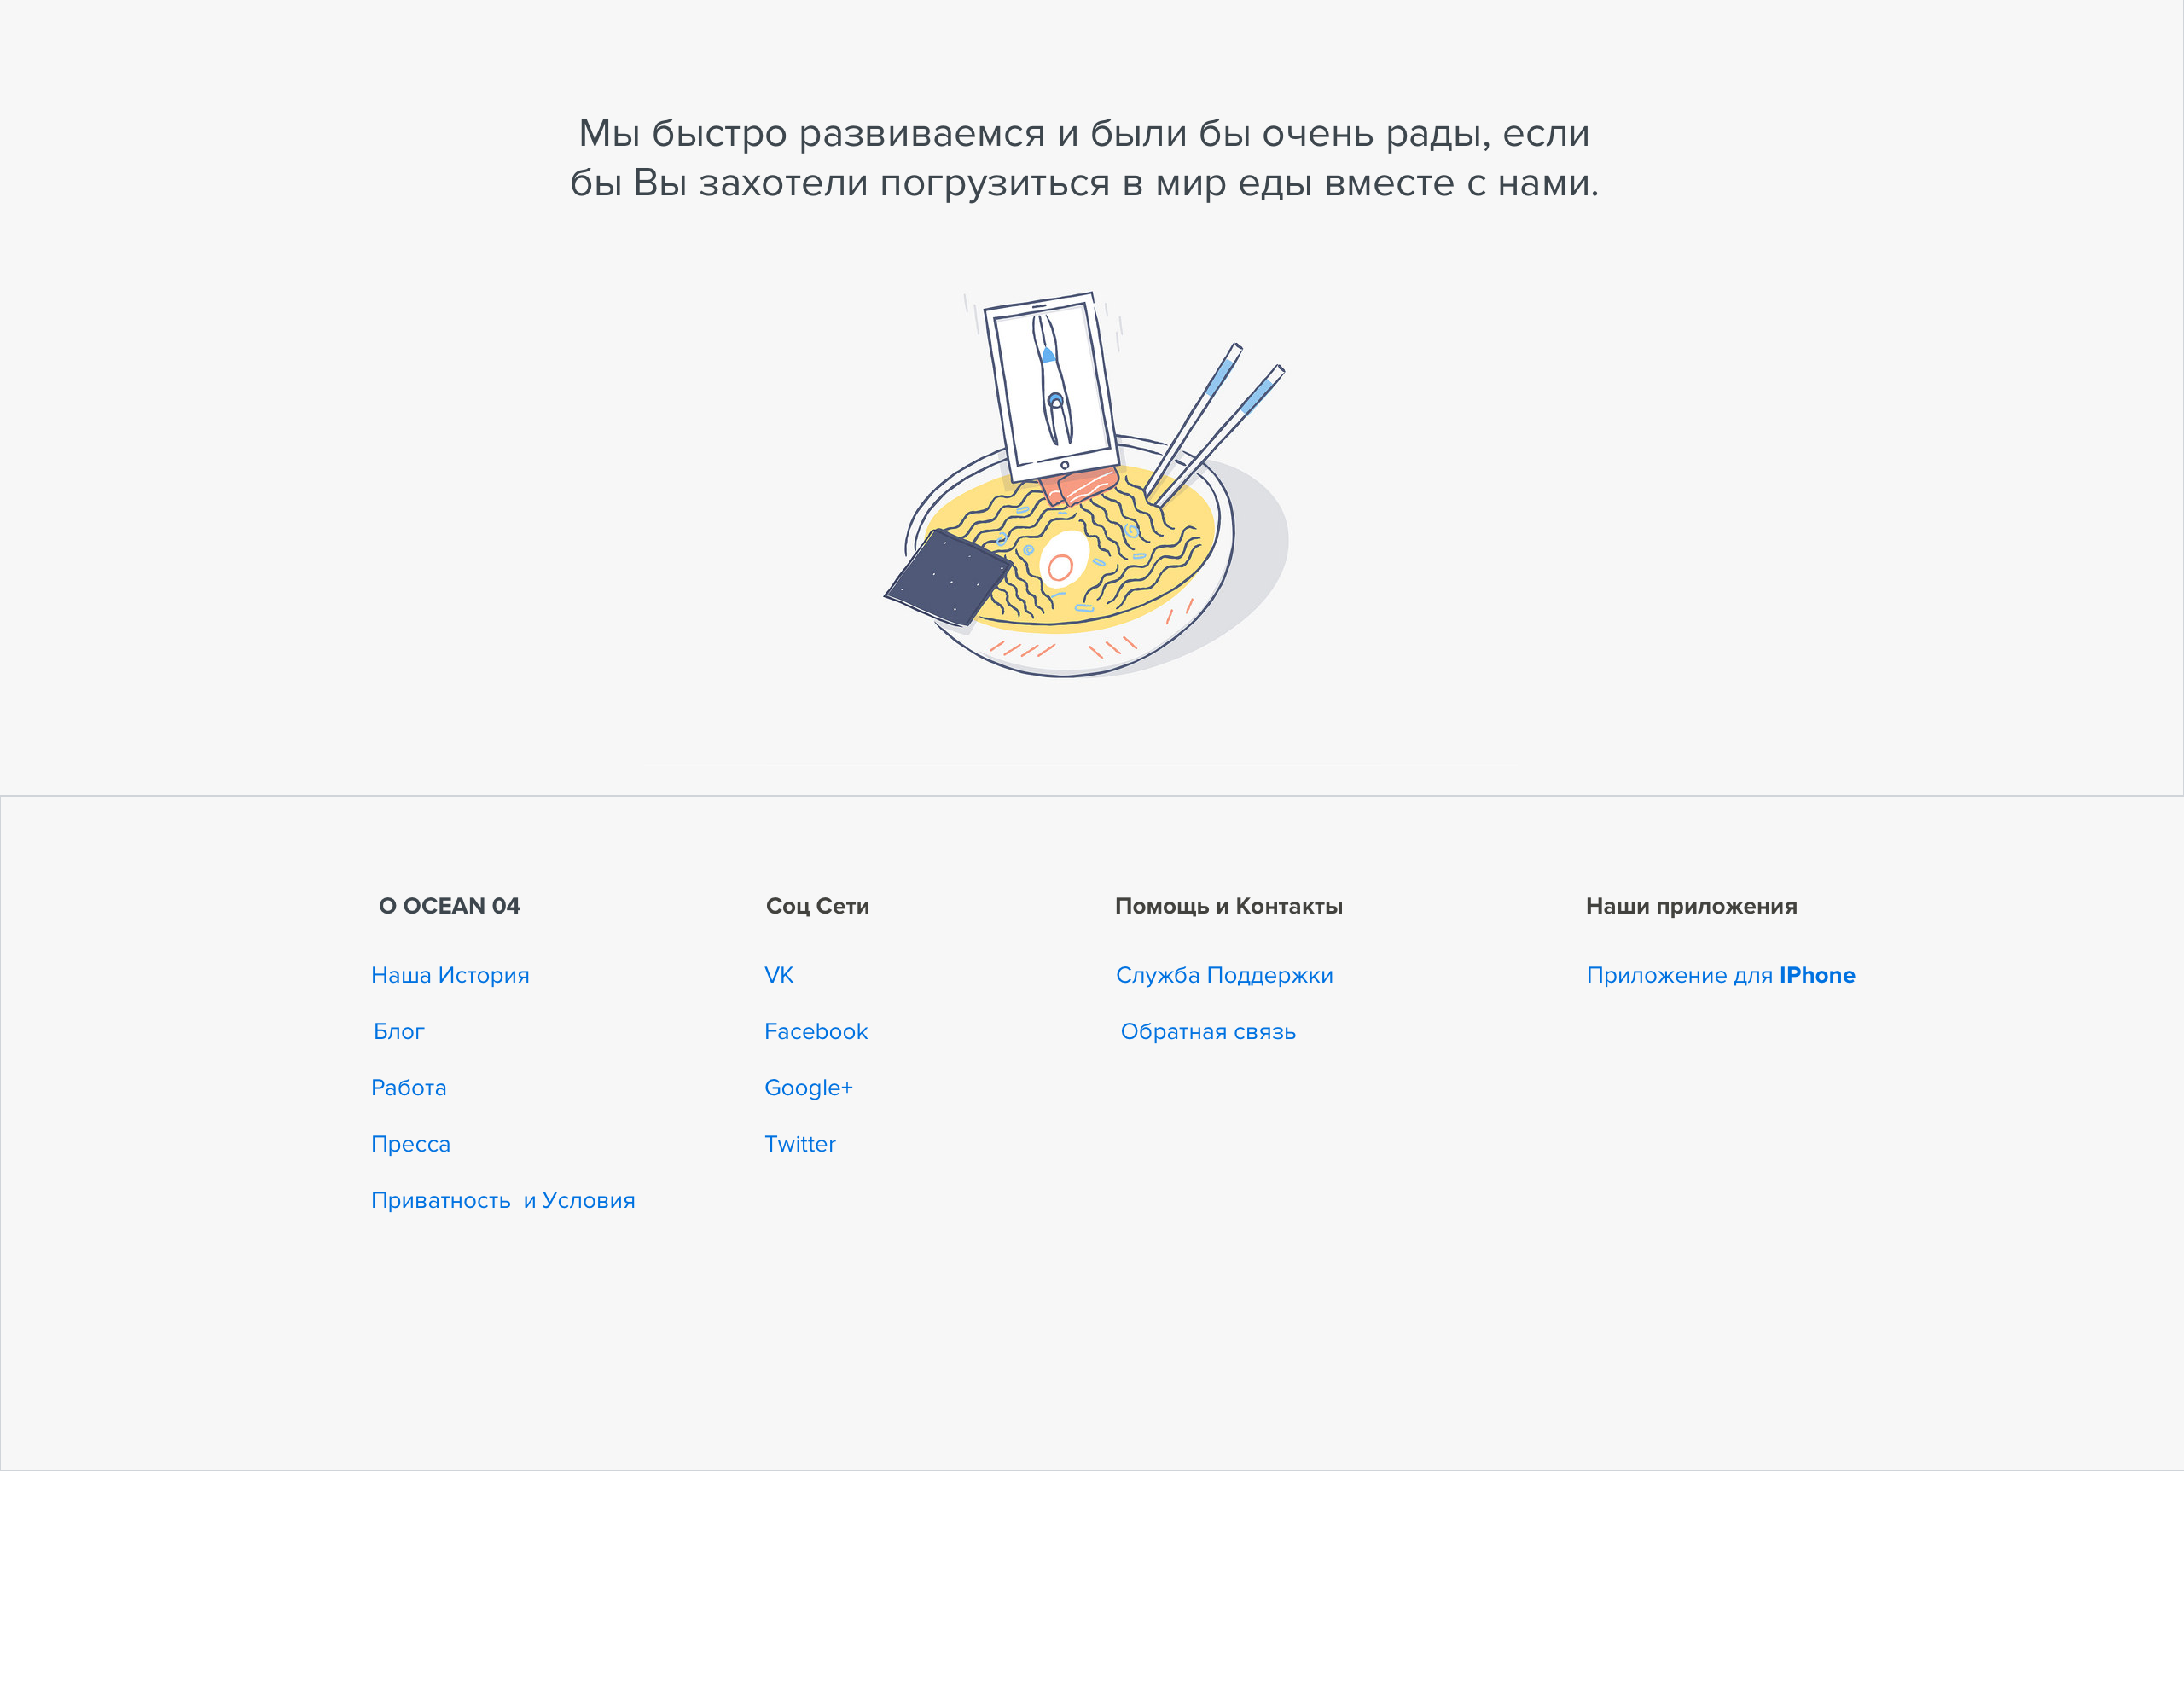 Мы быстро развиваемся и были бы очень рады, если
бы Вы захотели погрузиться в мир еды вместе с нами.
О OCEAN 04
Наша История
Блог
Работа
Пресса
Приватность  и Условия
Соц Сети
VK
Facebook
Google+
Twitter
Помощь и Контакты
Служба Поддержки
Обратная связь
Наши приложения
Приложение для IPhone